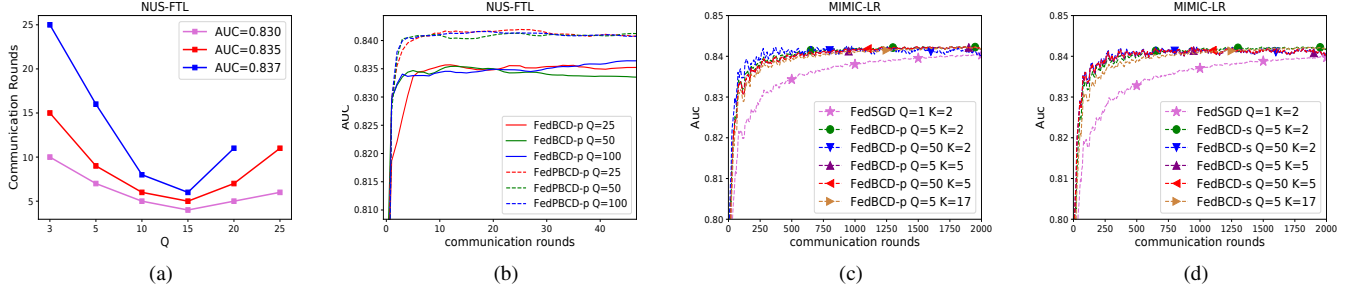 NUS-FTL
25
20
15
10
5
Communication Rounds
AUC=0.830
AUC=0.835
AUC=0.837
3
5
10
15
20
25
Q
(a)
NUS-FTL
0.840
0.835
0.830
0.825
0.820
0.815
0.810
AUC
FedBCD-p Q=25
FedBCD-p Q=50
FedBCD-p Q=100
FedPBCD-p Q=25
FedPBCD-p Q=50
FedPBCD-p Q=100
0
10
20
30
40
communication rounds
(b)
MIMIC-LR
0.85
0.84
0.83
0.82
0.81
0.80
Auc
FedSGD Q=1 K=2
FedBCD-p Q=5 K=2
FedBCD-p Q=50 K=2
FedBCD-p Q=5 K=5
FedBCD-p Q=50 K=5
FedBCD-p Q=5 K=17
0
250
500
750
1000
1250
1500
1750
2000
communication rounds
(c)
MIMIC-LR
0.85
0.84
0.83
0.82
0.81
0.80
Auc
FedSGD Q=1 K=2
FedBCD-s Q=5 K=2
FedBCD-s Q=50 K=2
FedBCD-s Q=5 K=5
FedBCD-s Q=50 K=5
FedBCD-s Q=5 K=17
0
250
500
750
1000
1250
1500
1750
2000
communication rounds
(d)